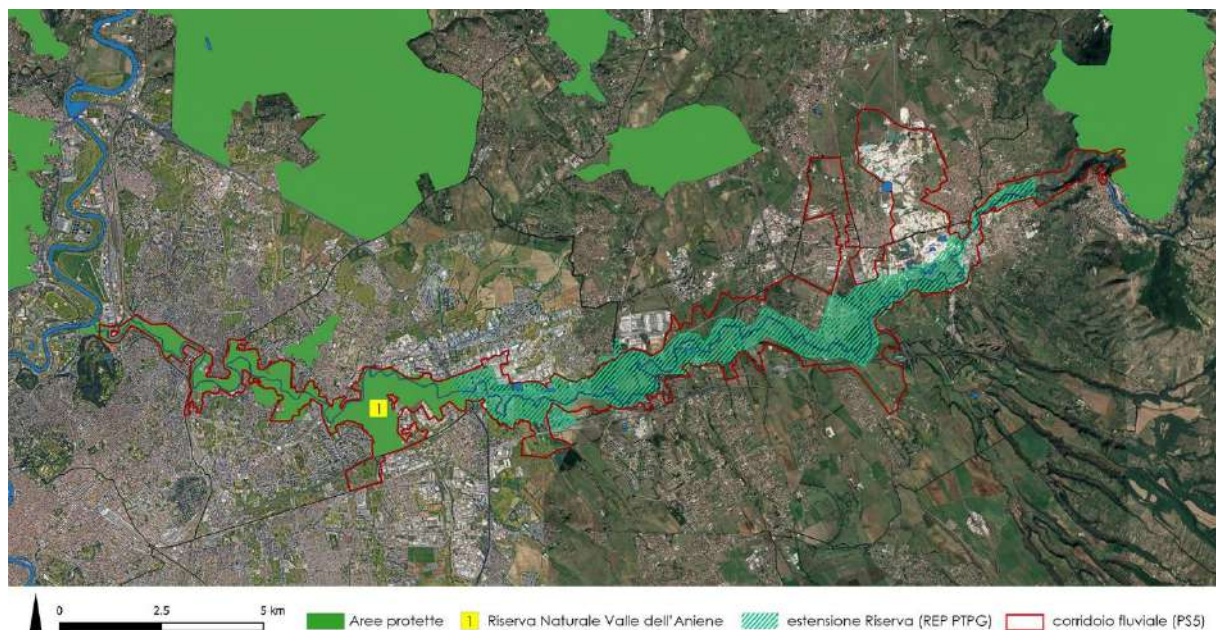 1
0 2.5 5 km
Aree protette 1 Riserva Naturale Valle dell'Aniene estensione Riserva (REP PTPG) corridoio fluviale (PS5)